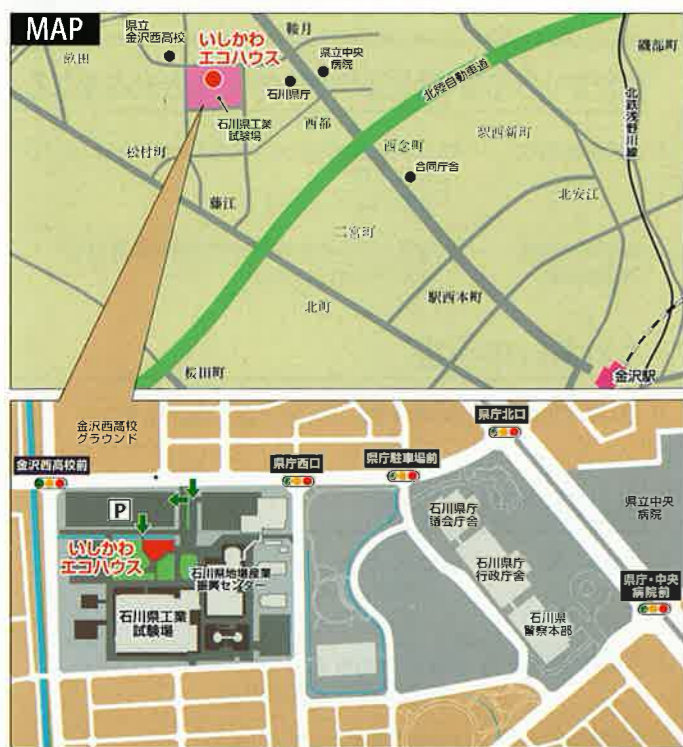 MAP
県立
金沢西高校
いしかわ
エコハウス
鞍月
県立中央
病院
磯部町
畝田
石川県庁
北陸自動車道
北鉄浅野川線
石川県工業
試験場
西都
駅西新町
松村町
西念町
合同庁舎
藤江
北安江
二宮町
北町
駅西本町
桜田町
金沢駅
金沢西高校
グラウンド
県庁北口
金沢西高校前
県庁西口
県庁駐車場前
P
石川県庁
議会庁舎
県立中央
病院
いしかわ
エコハウス
石川県地場産業
振興センター
石川県庁
行政庁舎
県庁・中央
病院前
石川県工業
試験場
石川県
警察本部